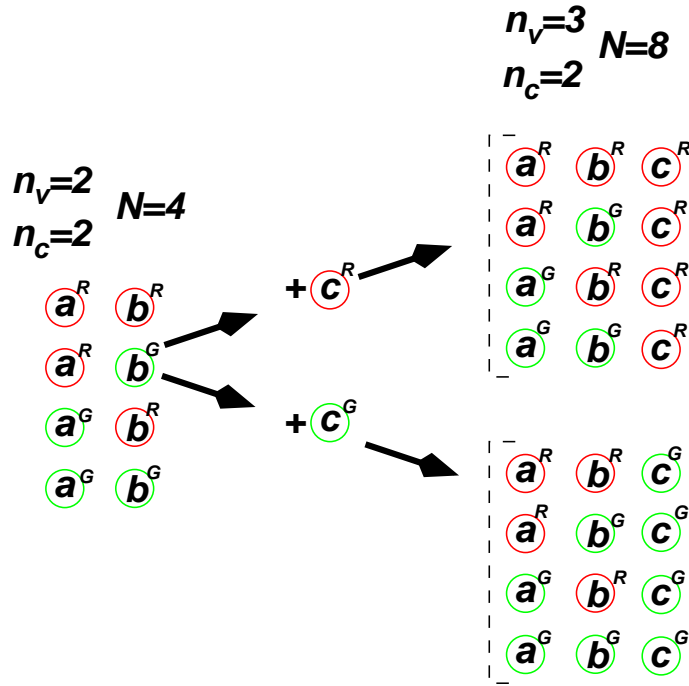 n_v=3
N=8
n_c=2
n_v=2
N=4
n_c=2
a^R b^R
a^R b^G
a^G b^R
a^G b^G
+ c^R
+ c^G
a^R b^R c^R
a^R b^G c^R
a^G b^R c^R
a^G b^G c^R
a^R b^R c^G
a^R b^G c^G
a^G b^R c^G
a^G b^G c^G